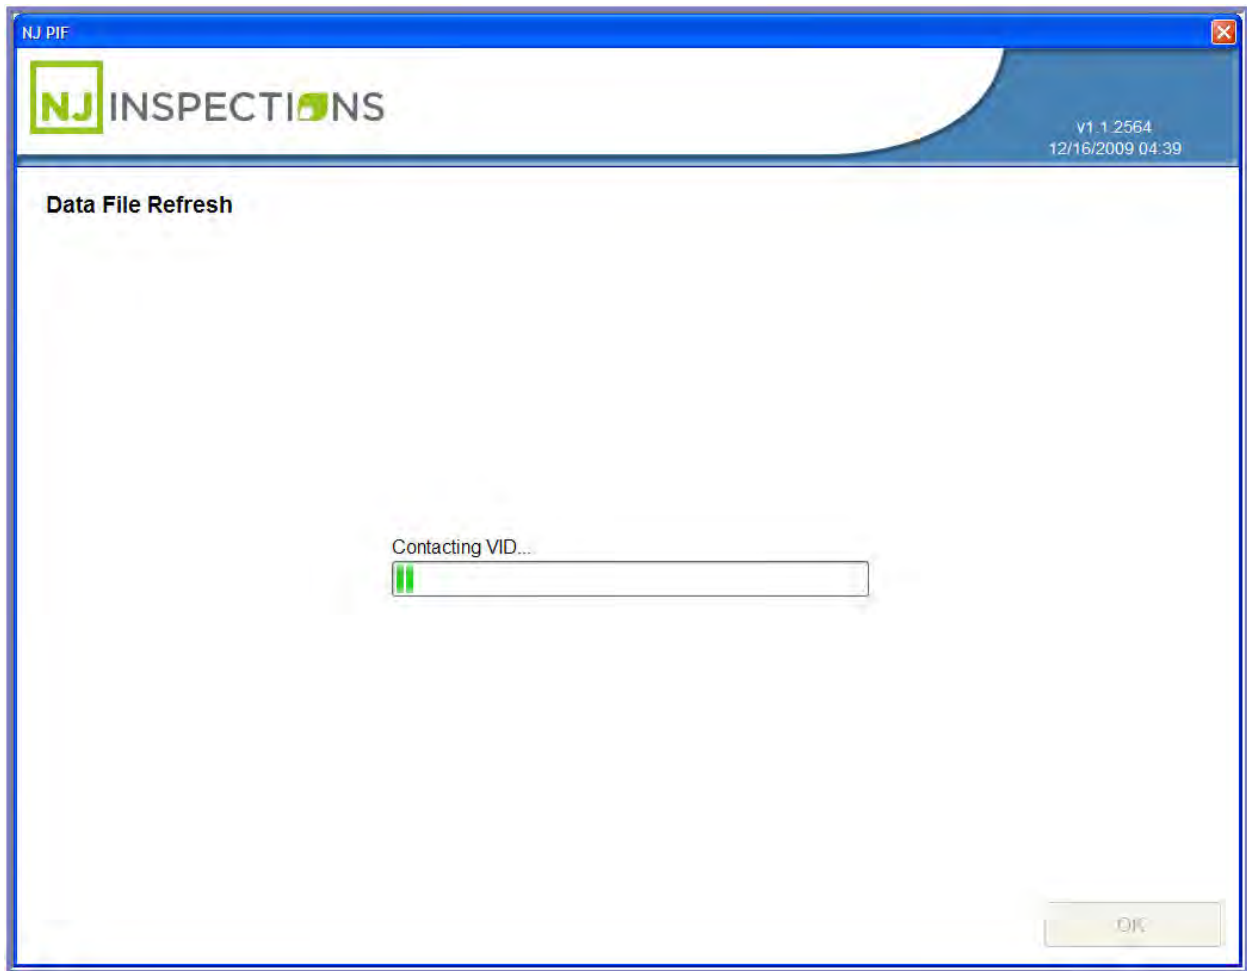 NJ PIF
NJ INSPECTIONS
v1.1.2564
12/16/2009 04:39
Data File Refresh
Contacting VID...
OK